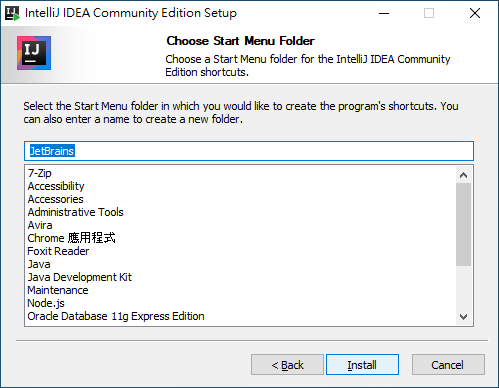 IntelliJ IDEA Community Edition Setup
IJ
Choose Start Menu Folder
Choose a Start Menu folder for the IntelliJ IDEA Community
Edition shortcuts.
Select the Start Menu folder in which you would like to create the program's shortcuts. You
can also enter a name to create a new folder.
JetBrains
7-Zip
Accessibility
Accessories
Administrative Tools
Avira
Chrome 應用程式
Foxit Reader
Java
Java Development Kit
Maintenance
Node.js
Oracle Database 11g Express Edition
< Back
Install
Cancel